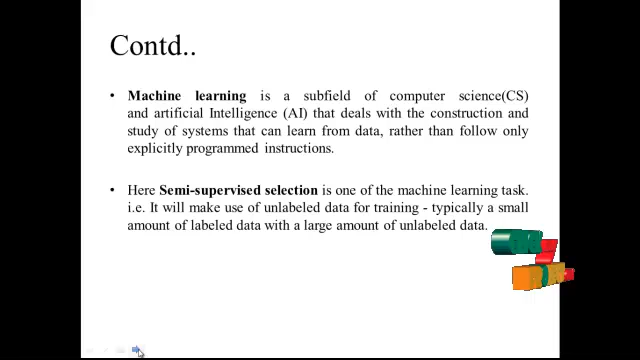 Contd..
• Machine learning is a subfield of computer science(CS)
and artificial Intelligence (AI) that deals with the construction and
study of systems that can learn from data, rather than follow only
explicitly programmed instructions.
• Here Semi-supervised selection is one of the machine learning task.
i.e. It will make use of unlabeled data for training - typically a small
amount of labeled data with a large amount of unlabeled data.